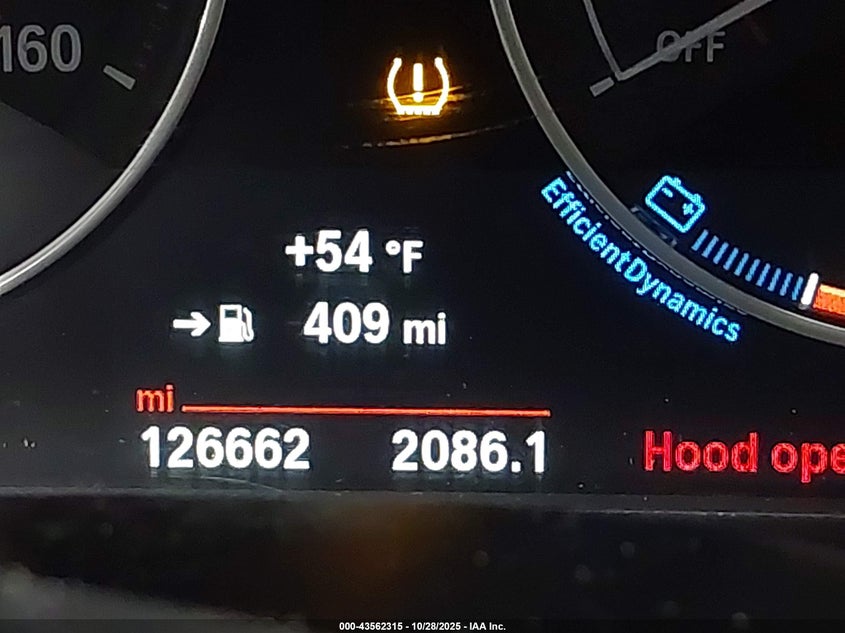 160
OFF
EfficientDynamics
+54 °F
409 mi
mi
126662 2086.1
Hood ope
000-43562315 - 10/28/2025 - IAA Inc.